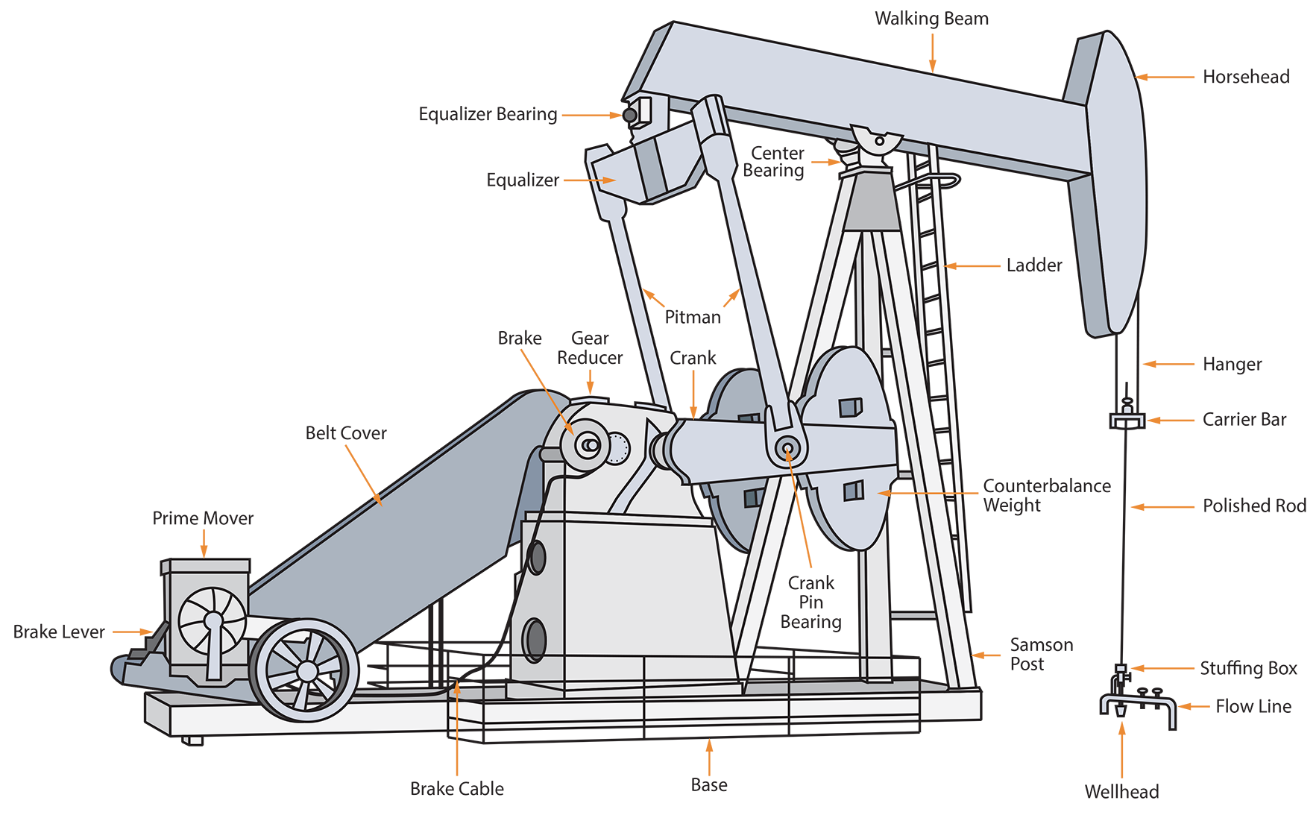 Walking Beam
Horsehead
Equalizer Bearing
Center
Bearing
Equalizer
Ladder
Pitman
Brake
Gear
Reducer
Crank
Hanger
Carrier Bar
Belt Cover
Counterbalance
Weight
Polished Rod
Prime Mover
Crank
Pin
Bearing
Brake Lever
Samson
Post
Stuffing Box
Flow Line
Brake Cable
Base
Wellhead